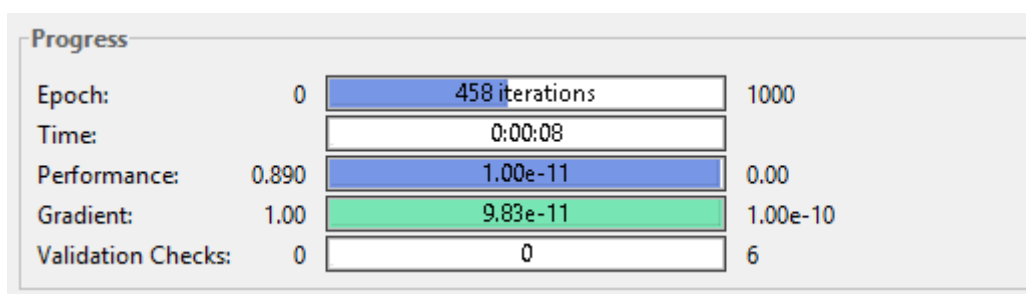 Progress
Epoch: 0 458 iterations 1000
Time: 0:00:08
Performance: 0.890 1.00e-11 0.00
Gradient: 1.00 9.83e-11 1.00e-10
Validation Checks: 0 0 6